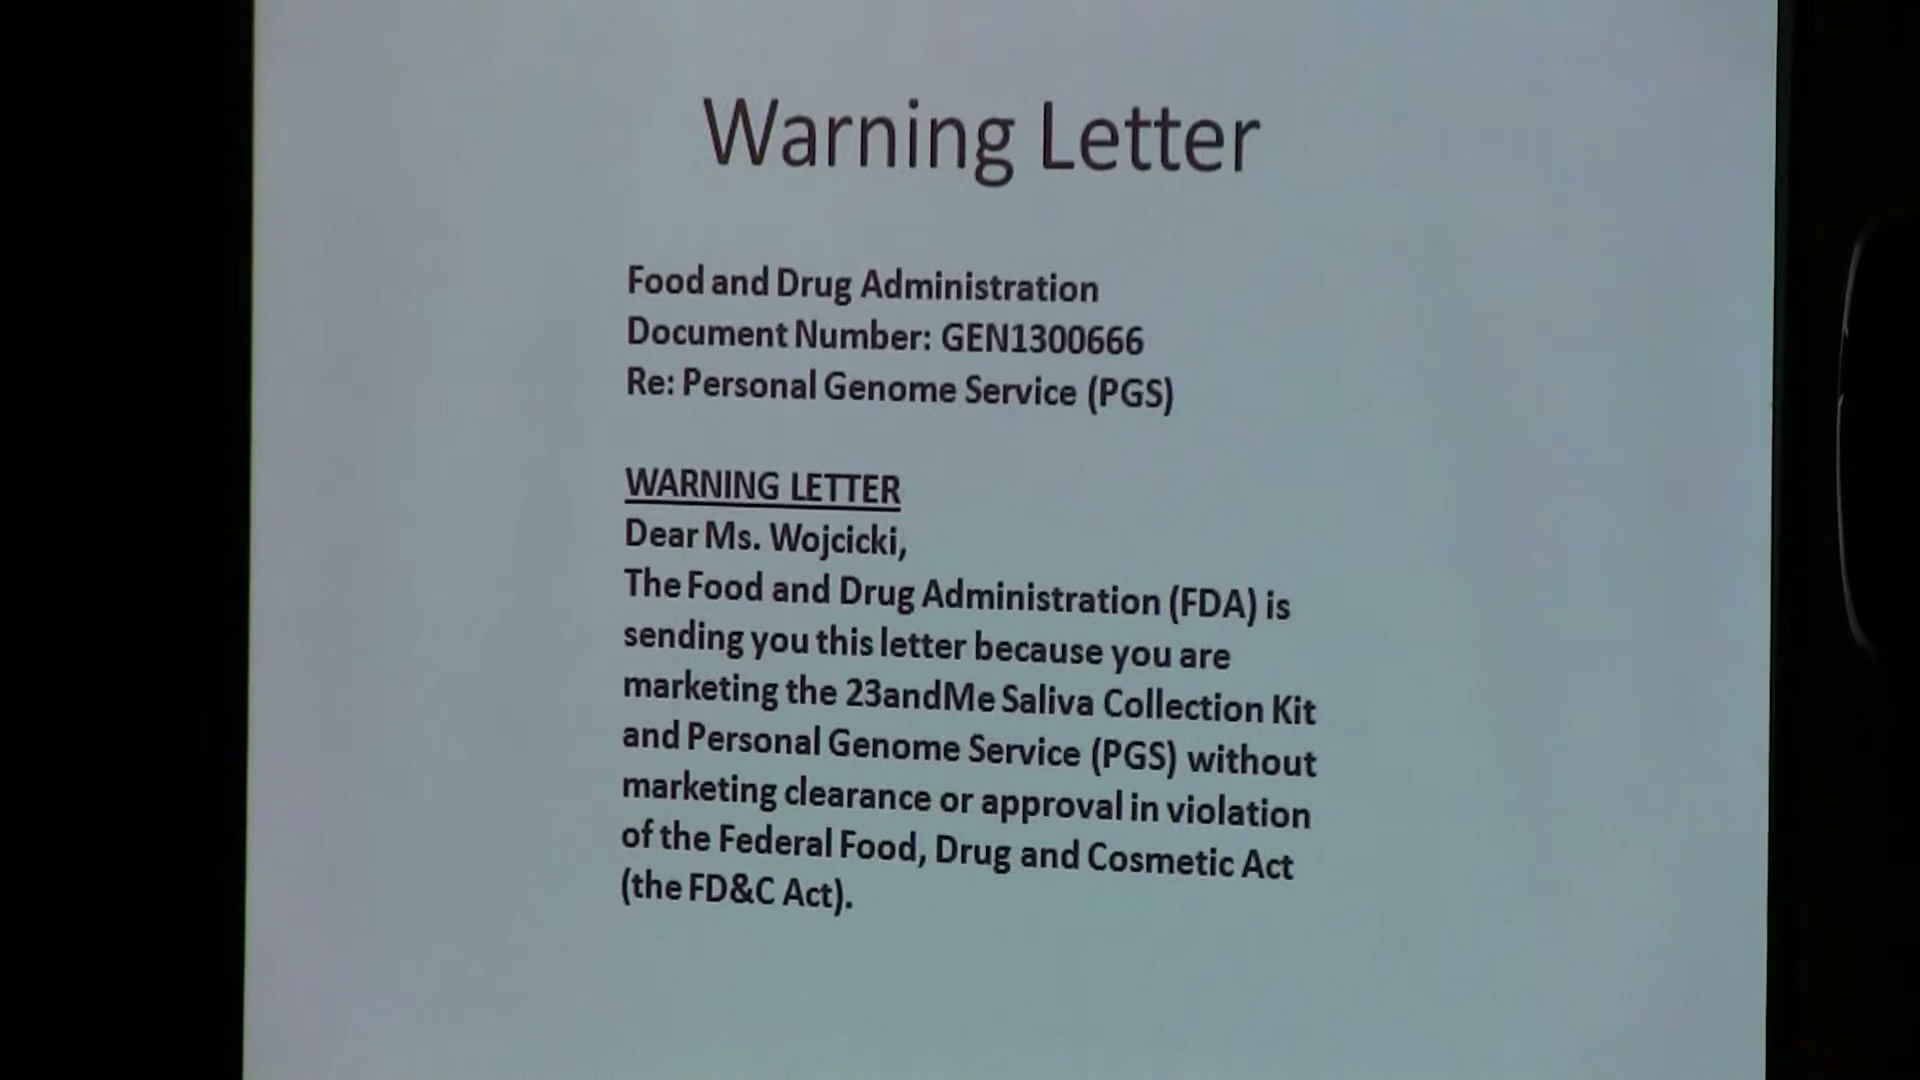 Warning Letter
Food and Drug Administration
Document Number: GEN1300666
Re: Personal Genome Service (PGS)
WARNING LETTER
Dear Ms. Wojcicki,
The Food and Drug Administration (FDA) is
sending you this letter because you are
marketing the 23andMe Saliva Collection Kit
and Personal Genome Service (PGS) without
marketing clearance or approval in violation
of the Federal Food, Drug and Cosmetic Act
(the FD&C Act).